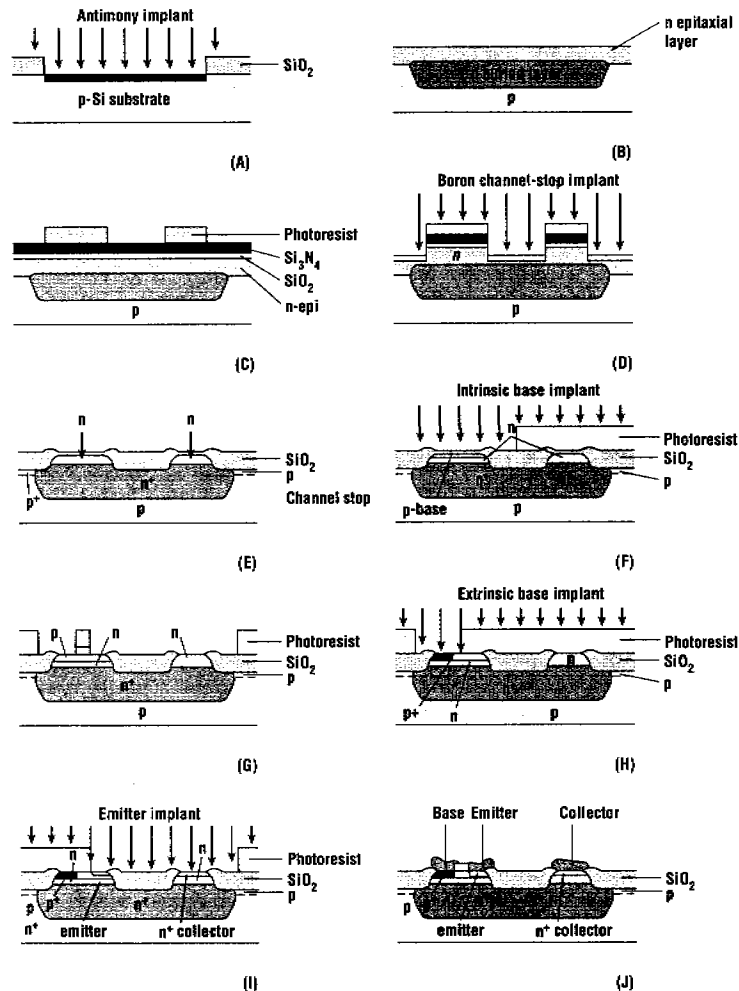 Antimony implant
SiO2
p-Si substrate
(A)
n epitaxial
layer
p
(B)
Photoresist
Si3N4
SiO2
n-epi
p
(C)
Boron channel-stop implant
n
p
(D)
n n
SiO2
p
Channel stop
p+
n+
p
(E)
Intrinsic base implant
n
Photoresist
SiO2
p
p-base
p
(F)
p n n
Photoresist
SiO2
p
n+
p
(G)
Extrinsic base implant
Photoresist
SiO2
p
n
p+
n
p
(H)
Emitter implant
n n
Photoresist
SiO2
p
p p+ n+
n+
emitter
n+ collector
(I)
Base Emitter Collector
SiO2
p
p
emitter
n+ collector
(J)